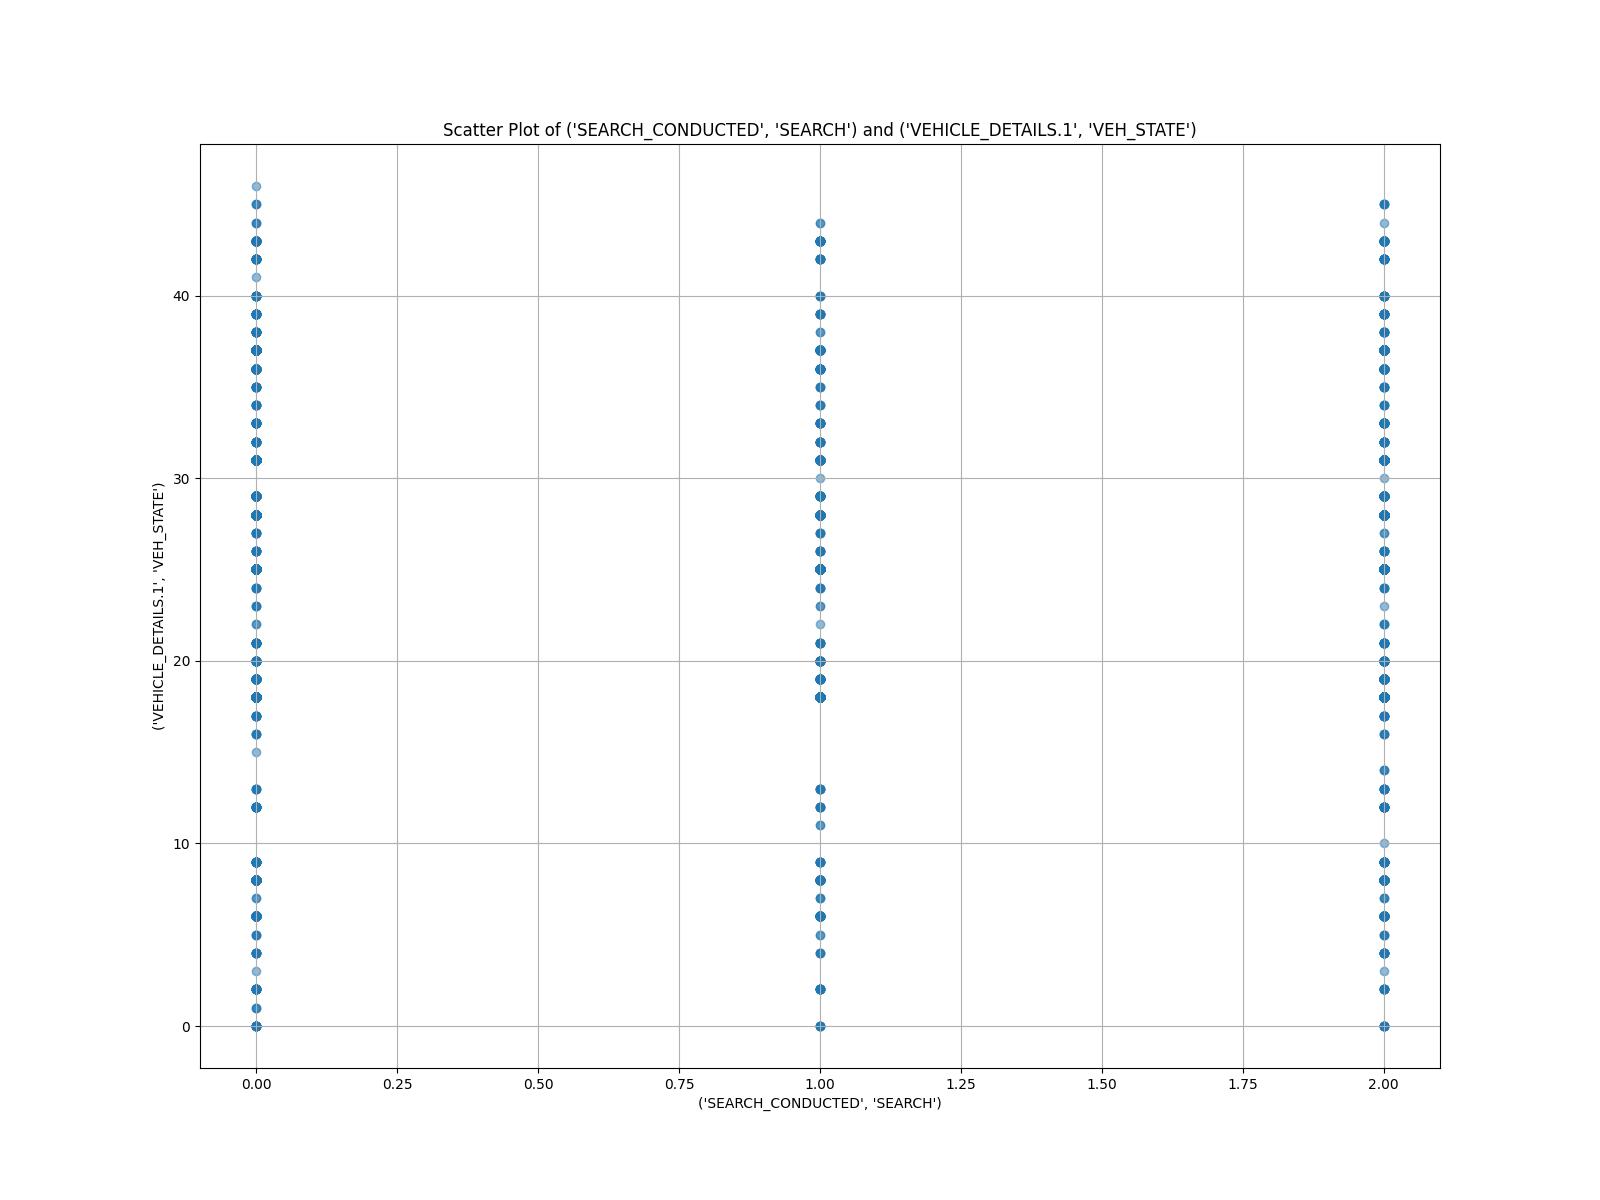 Scatter Plot of ('SEARCH_CONDUCTED', 'SEARCH') and ('VEHICLE_DETAILS.1', 'VEH_STATE')
('VEHICLE_DETAILS.1', 'VEH_STATE')
40
30
20
10
0
0.00 0.25 0.50 0.75 1.00 1.25 1.50 1.75 2.00
('SEARCH_CONDUCTED', 'SEARCH')